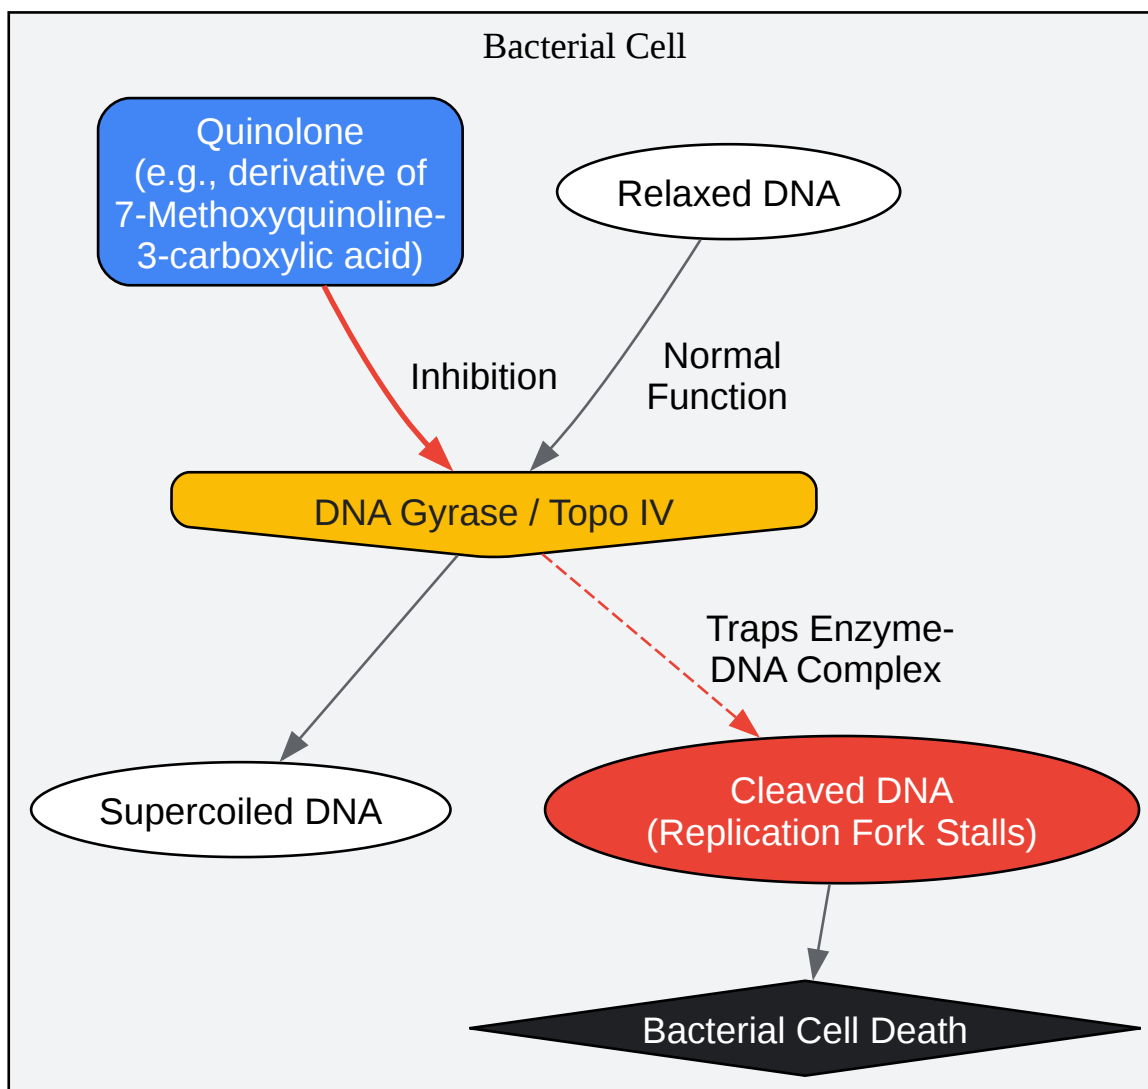 Bacterial Cell
Quinolone
(e.g., derivative of
7-Methoxyquinoline-
3-carboxylic acid)
Relaxed DNA
Inhibition
Normal
Function
DNA Gyrase / Topo IV
Traps Enzyme-
DNA Complex
Supercoiled DNA
Cleaved DNA
(Replication Fork Stalls)
Bacterial Cell Death